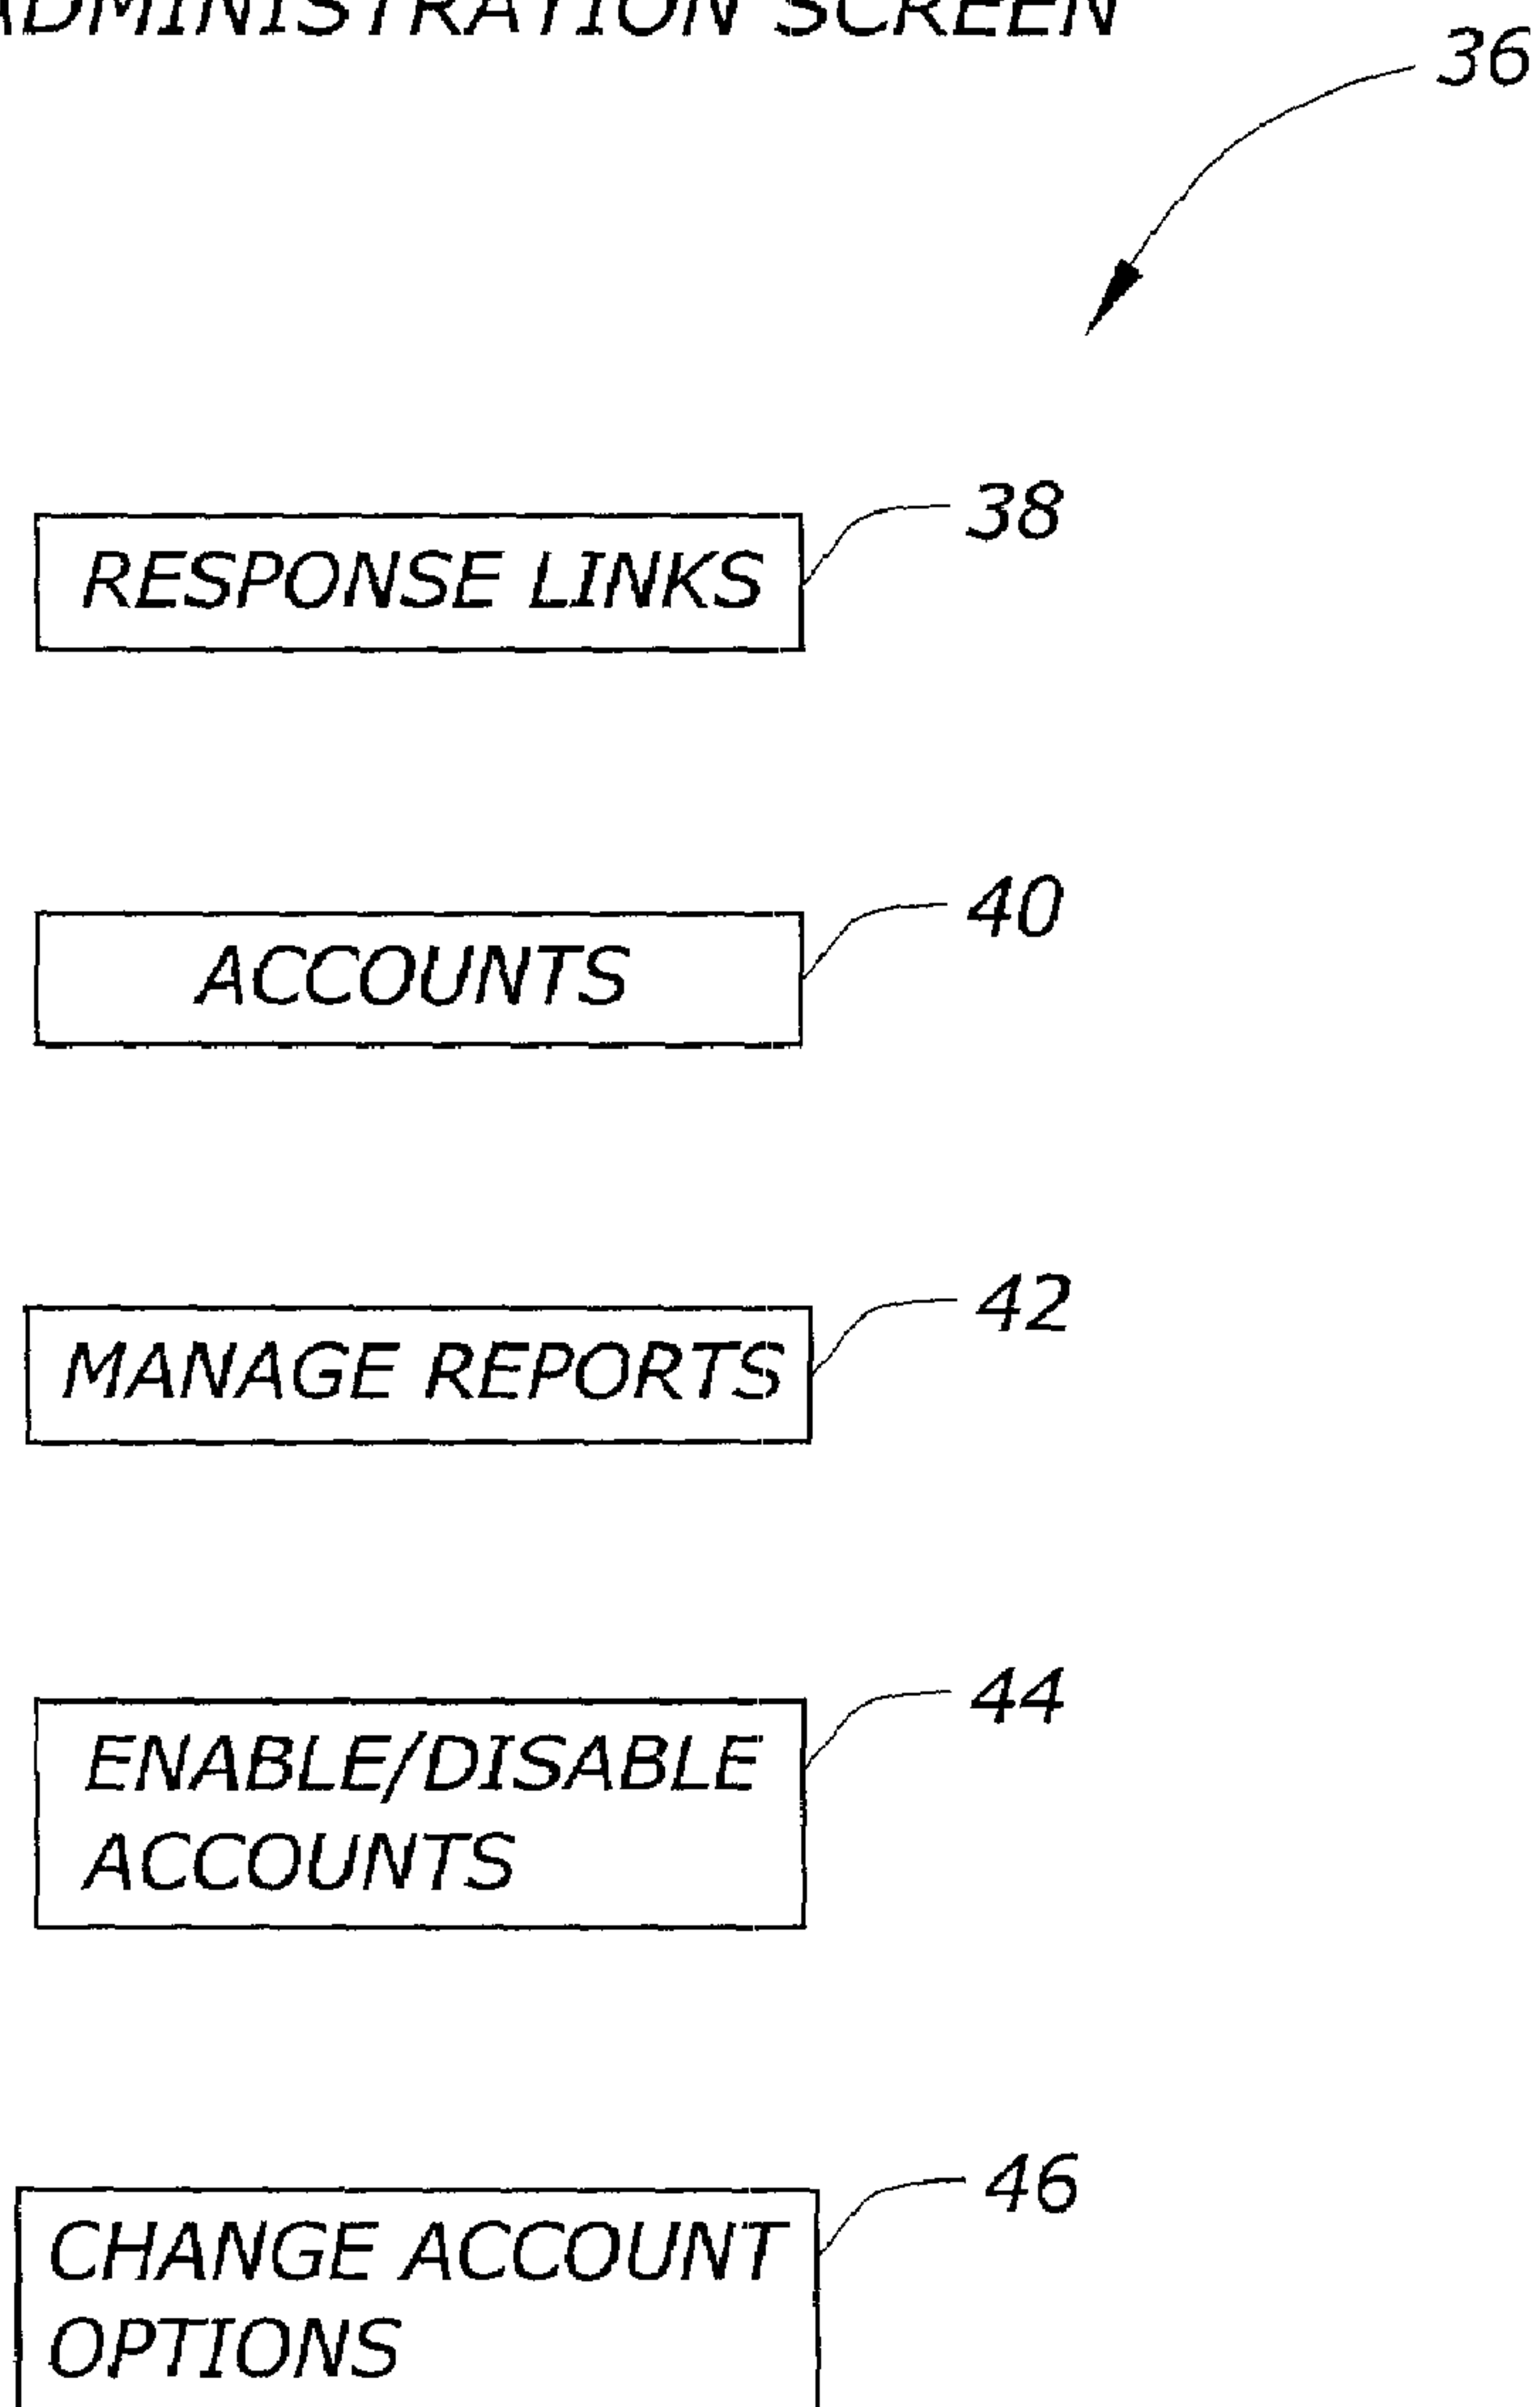 ADMINISTRATION SCREEN
36
RESPONSE LINKS
38
ACCOUNTS
40
MANAGE REPORTS
42
ENABLE/DISABLE
ACCOUNTS
44
CHANGE ACCOUNT
OPTIONS
46